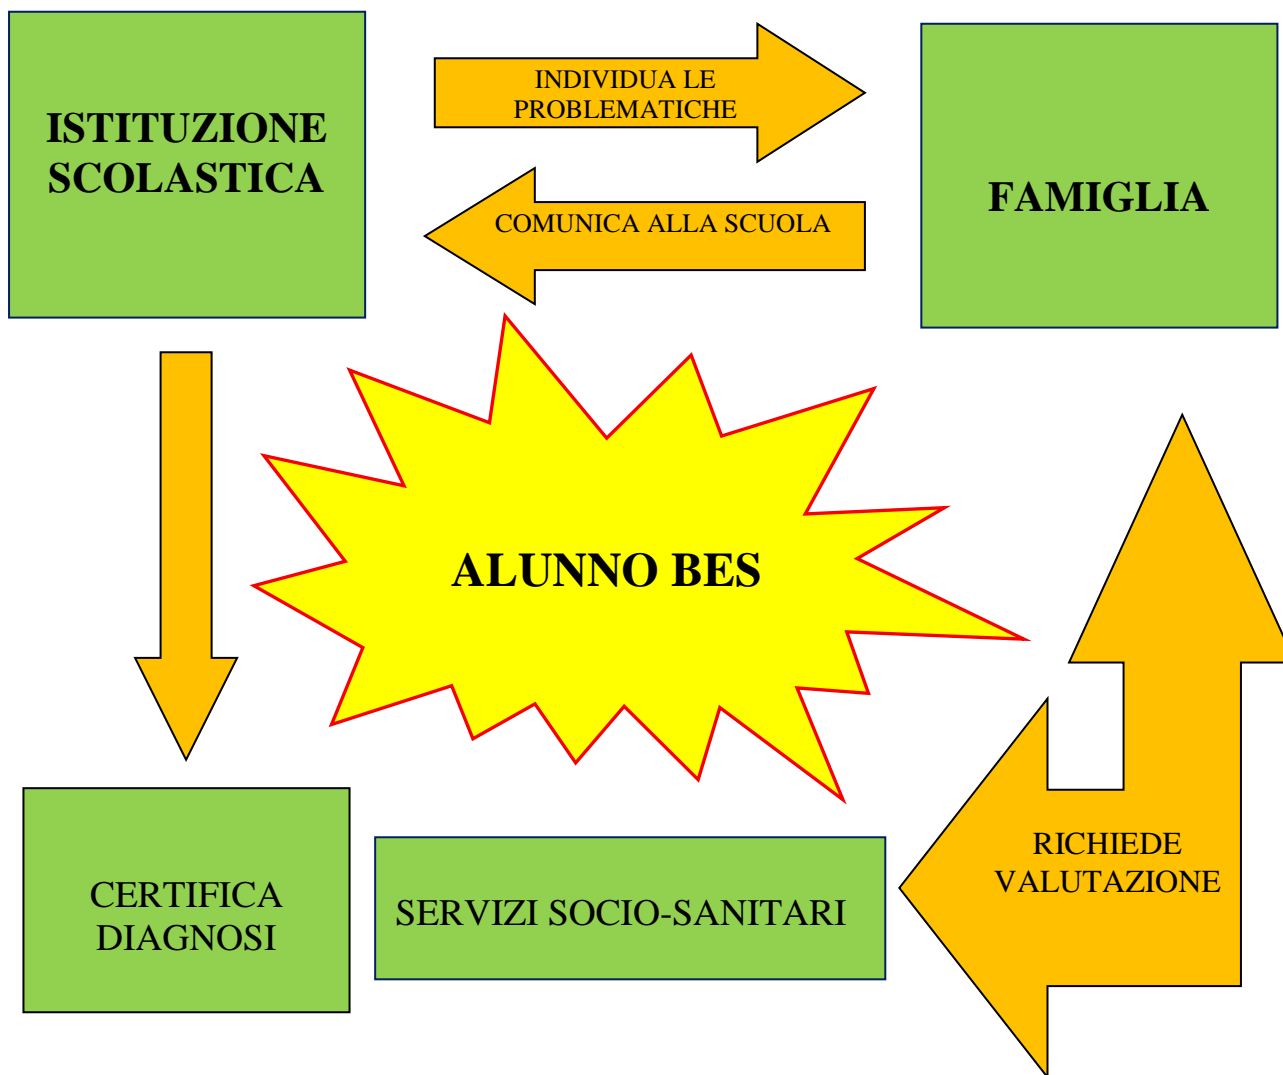 ISTITUZIONE
SCOLASTICA
INDIVIDUA LE
PROBLEMATICHE
COMUNICA ALLA SCUOLA
FAMIGLIA
ALUNNO BES
CERTIFICA
DIAGNOSI
SERVIZI SOCIO-SANITARI
RICHIEDE
VALUTAZIONE